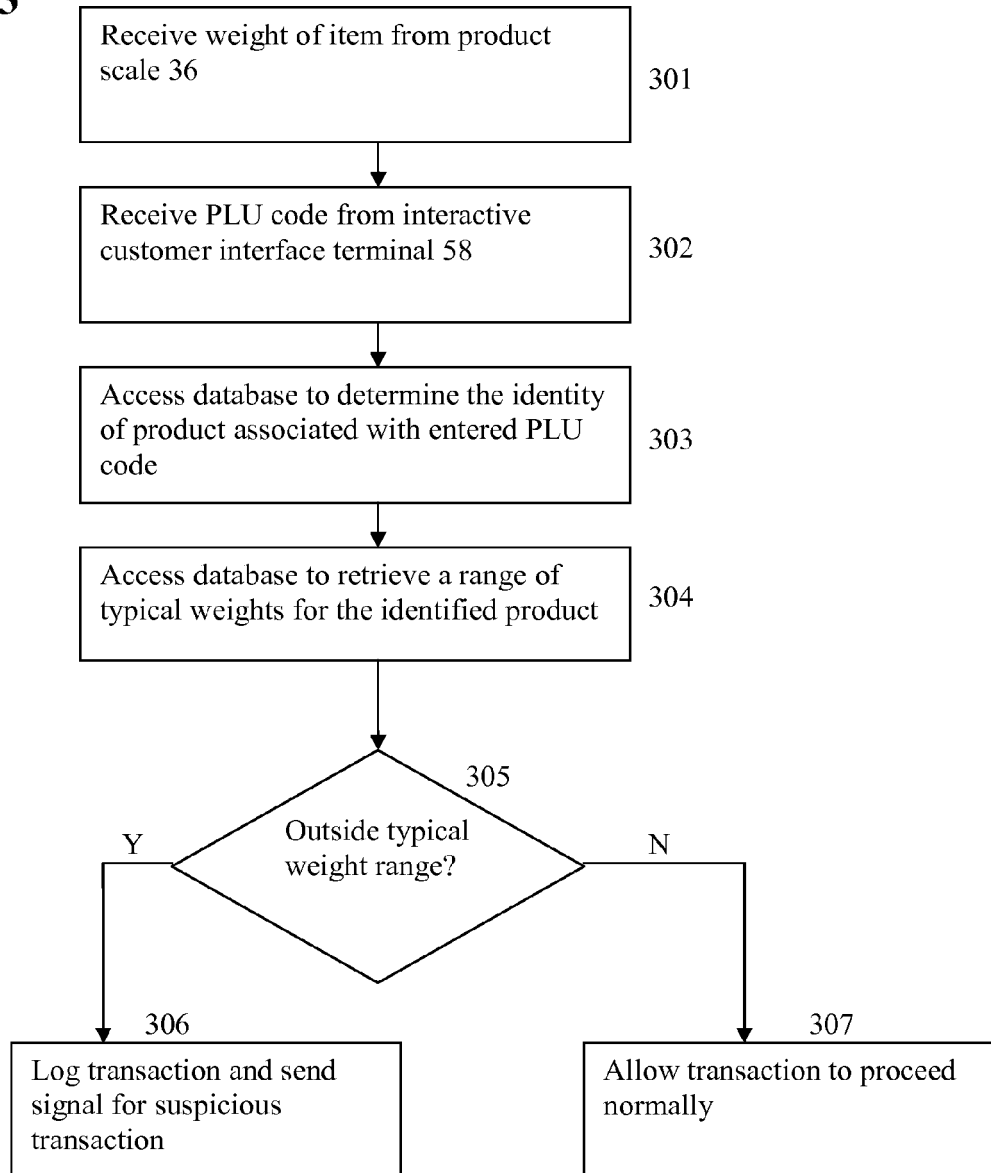 Receive weight of item from product
scale 36
301
Receive PLU code from interactive
customer interface terminal 58
302
Access database to determine the identity
of product associated with entered PLU
code
303
Access database to retrieve a range of
typical weights for the identified product
304
305
Outside typical
weight range?
Y
N
306
Log transaction and send
signal for suspicious
transaction
307
Allow transaction to proceed
normally